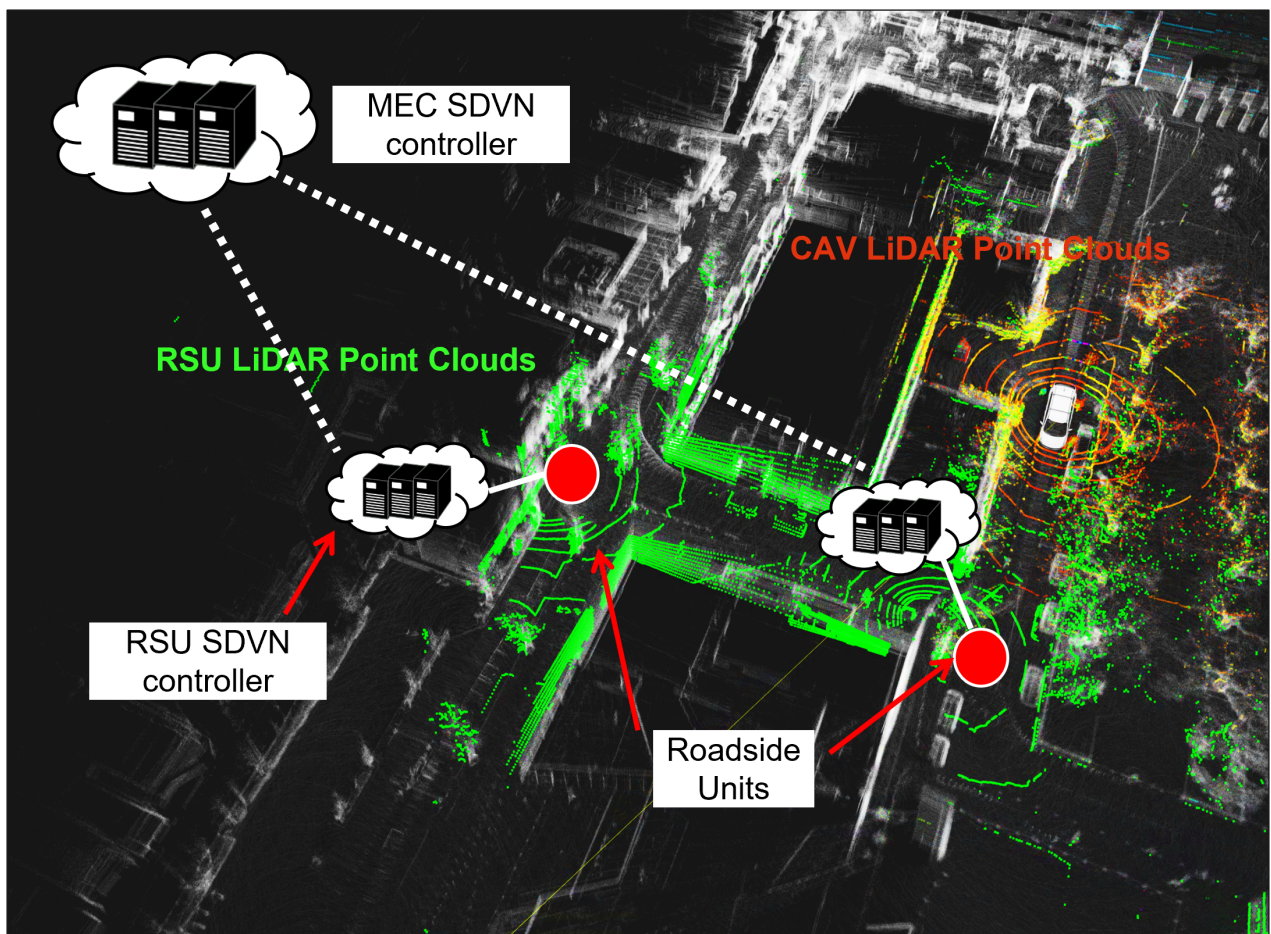 MEC SDVN
controller
CAV LiDAR Point Clouds
RSU LiDAR Point Clouds
RSU SDVN
controller
Roadside
Units